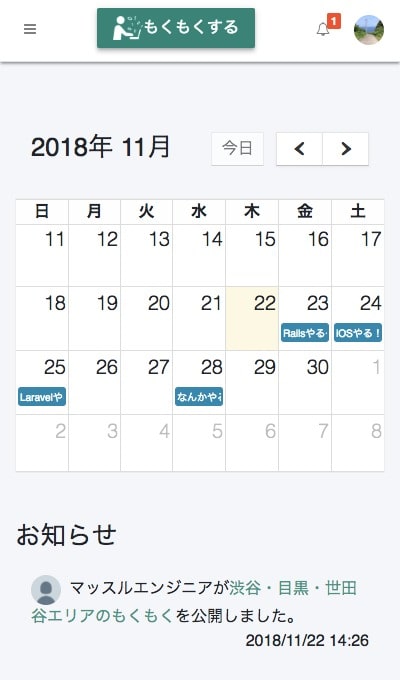 もくもくする
1
2018年 11月
今日
日 月 火 水 木 金 土
11 12 13 14 15 16 17
18 19 20 21 22 23 24
Railsやる iOSやる！
25 26 27 28 29 30 1
Laravelや なんかやる
2 3 4 5 6 7 8
お知らせ
マッスルエンジニアが渋谷・目黒・世田
谷エリアのもくもくを公開しました。
2018/11/22 14:26